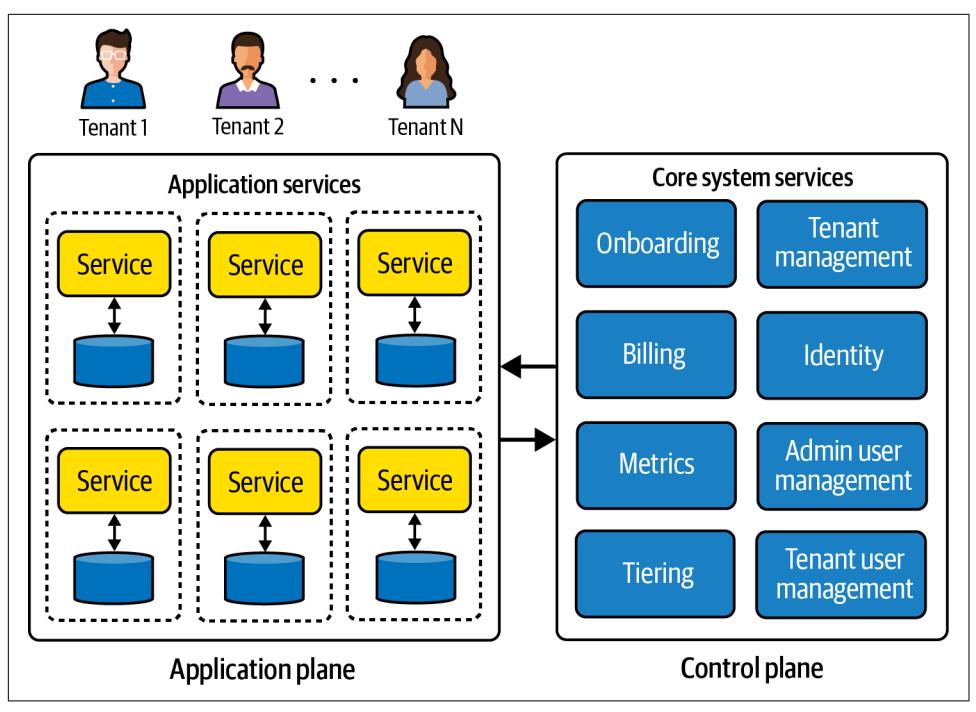 Tenant 1
Tenant 2
Tenant N
Application services
Service
Service
Service
Service
Service
Service
Application plane
Core system services
Onboarding
Tenant
management
Billing
Identity
Metrics
Admin user
management
Tiering
Tenant user
management
Control plane